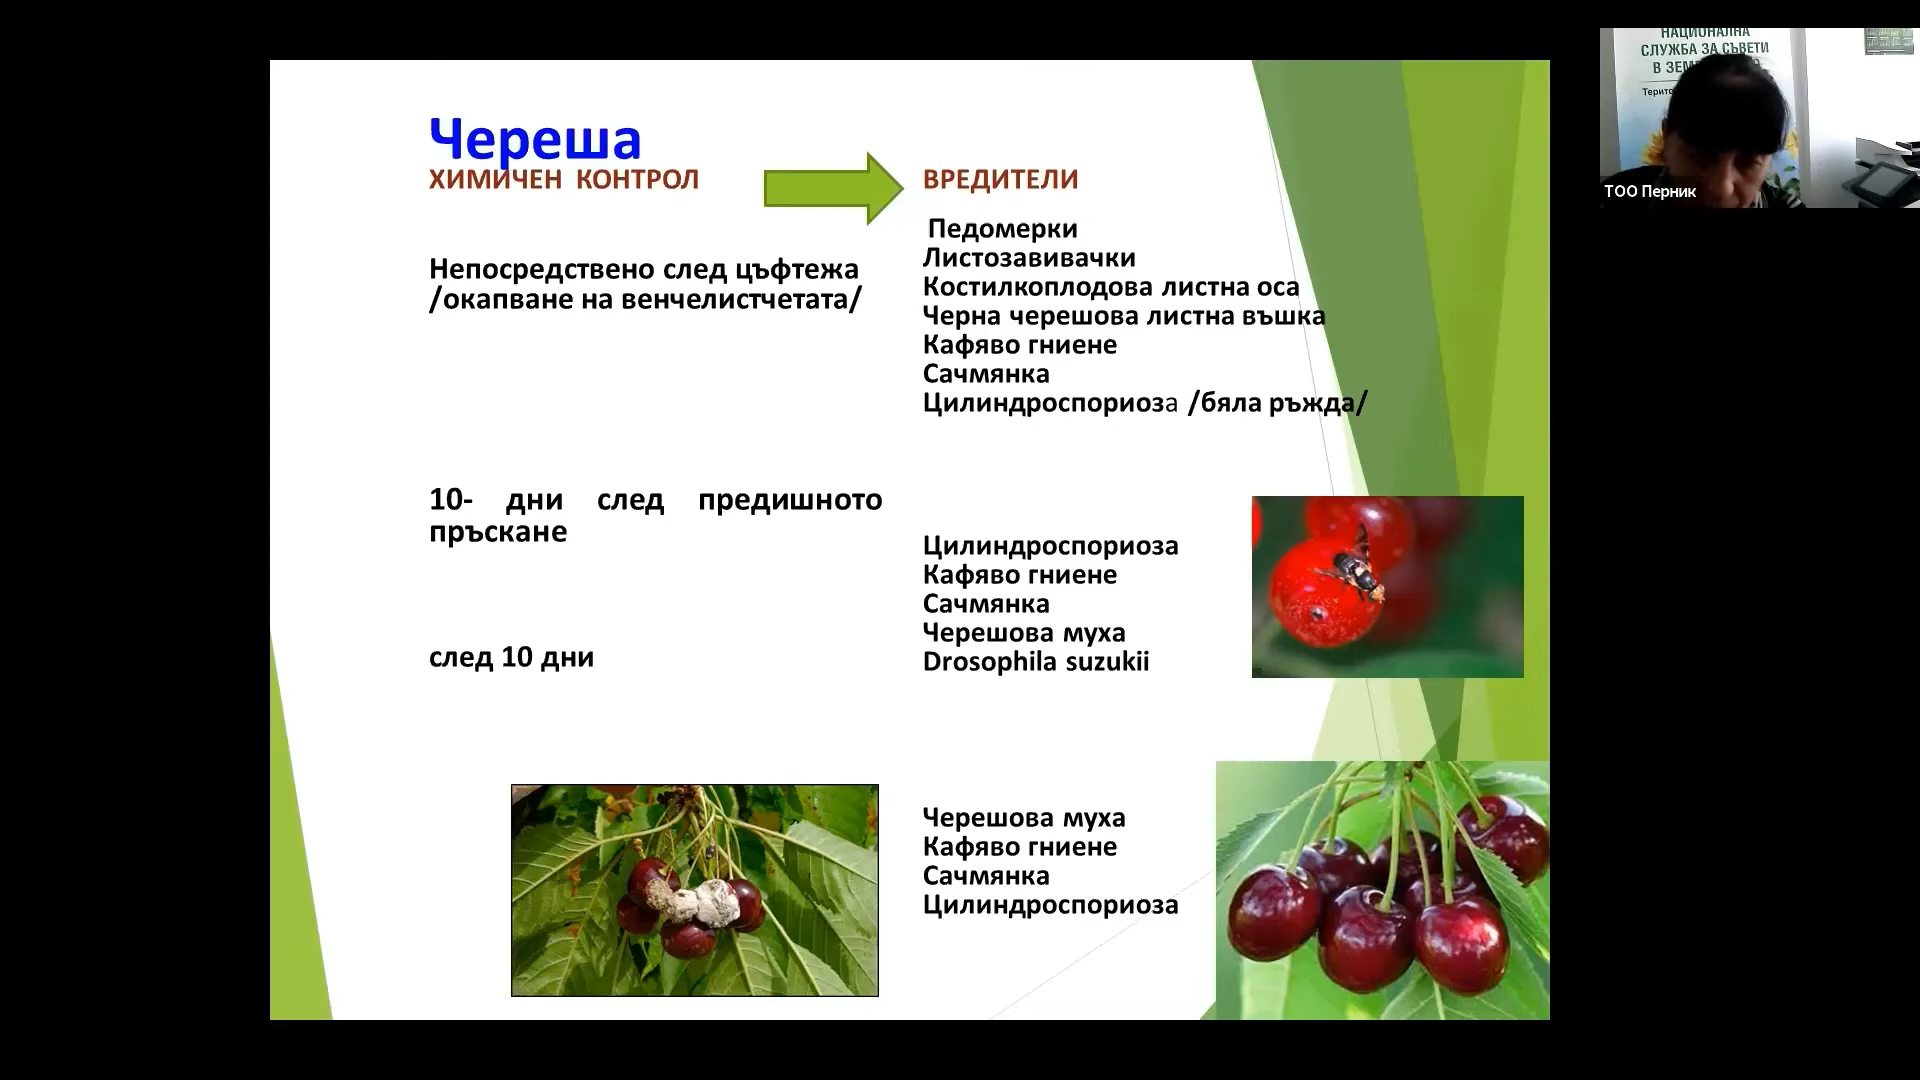 Череша
ХИМИЧЕН КОНТРОЛ
ВРЕДИТЕЛИ
Непосредствено след цъфтежа
/окапване на венчелистчетата/
Педомерки
Листозавивачки
Костилкоплодова листна оса
Черна черешова листна въшка
Кафяво гниене
Сачмянка
Цилиндроспориоза /бяла ръжда/
10- дни след предишното
пръскане
Цилиндроспориоза
Кафяво гниене
Сачмянка
Черешова муха
Drosophila suzukii
след 10 дни
Черешова муха
Кафяво гниене
Сачмянка
Цилиндроспориоза
НАЦИОНАЛНА
СЛУЖБА ЗА СЪВЕТИ
В
ТОО Перник